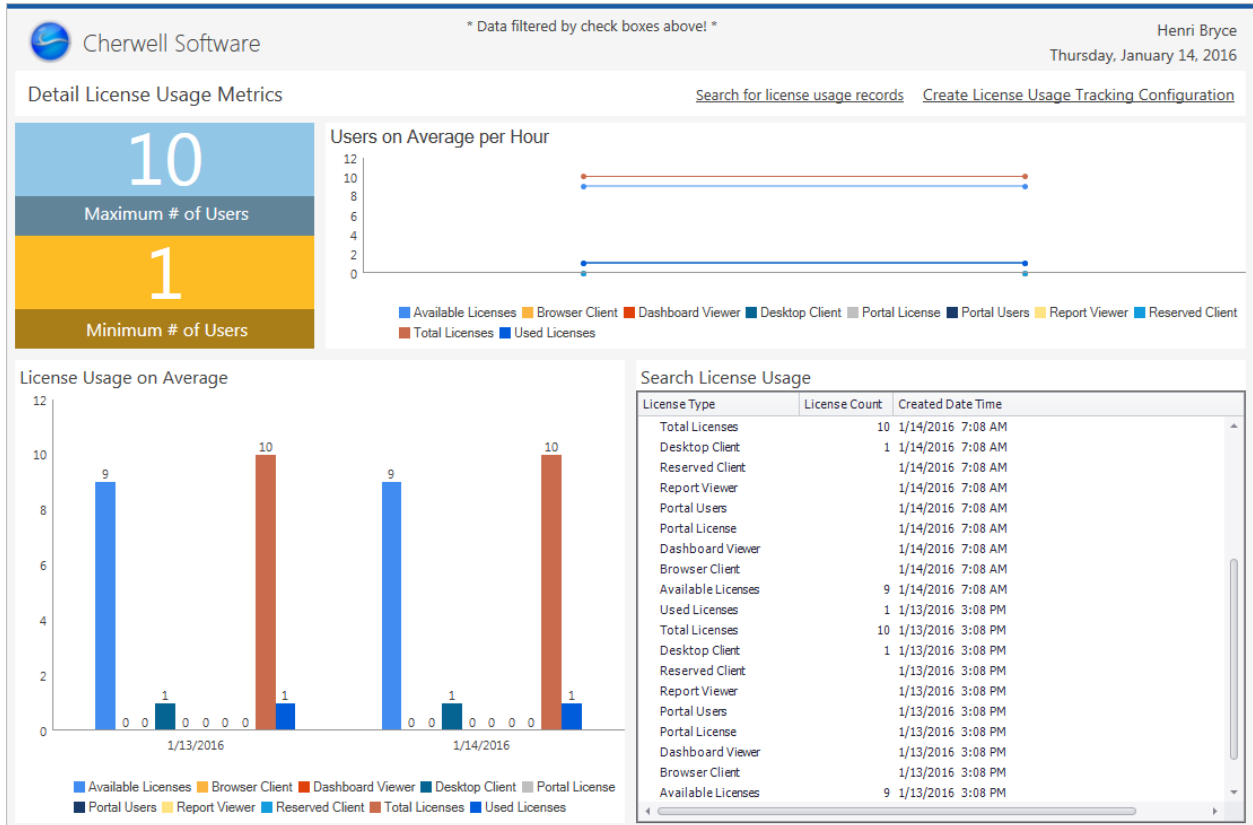 * Data filtered by check boxes above! *
Cherwell Software
Henri Bryce
Thursday, January 14, 2016
Detail License Usage Metrics
Search for license usage records Create License Usage Tracking Configuration
10
Maximum # of Users
1
Minimum # of Users
Users on Average per Hour
12
10
8
6
4
2
0
Available Licenses Browser Client Dashboard Viewer Desktop Client Portal License Portal Users Report Viewer Reserved Client
Total Licenses Used Licenses
License Usage on Average
12
10
8
6
4
2
0
9 0 0 1 0 0 0 0 10 1
9 0 0 1 0 0 0 0 10 1
1/13/2016 1/14/2016
Available Licenses Browser Client Dashboard Viewer Desktop Client Portal License
Portal Users Report Viewer Reserved Client Total Licenses Used Licenses
Search License Usage
License Type License Count Created Date Time
Total Licenses 10 1/14/2016 7:08 AM
Desktop Client 1 1/14/2016 7:08 AM
Reserved Client 1/14/2016 7:08 AM
Report Viewer 1/14/2016 7:08 AM
Portal Users 1/14/2016 7:08 AM
Portal License 1/14/2016 7:08 AM
Dashboard Viewer 1/14/2016 7:08 AM
Browser Client 1/14/2016 7:08 AM
Available Licenses 9 1/14/2016 7:08 AM
Used Licenses 1 1/13/2016 3:08 PM
Total Licenses 10 1/13/2016 3:08 PM
Desktop Client 1 1/13/2016 3:08 PM
Reserved Client 1/13/2016 3:08 PM
Report Viewer 1/13/2016 3:08 PM
Portal Users 1/13/2016 3:08 PM
Portal License 1/13/2016 3:08 PM
Dashboard Viewer 1/13/2016 3:08 PM
Browser Client 1/13/2016 3:08 PM
Available Licenses 9 1/13/2016 3:08 PM